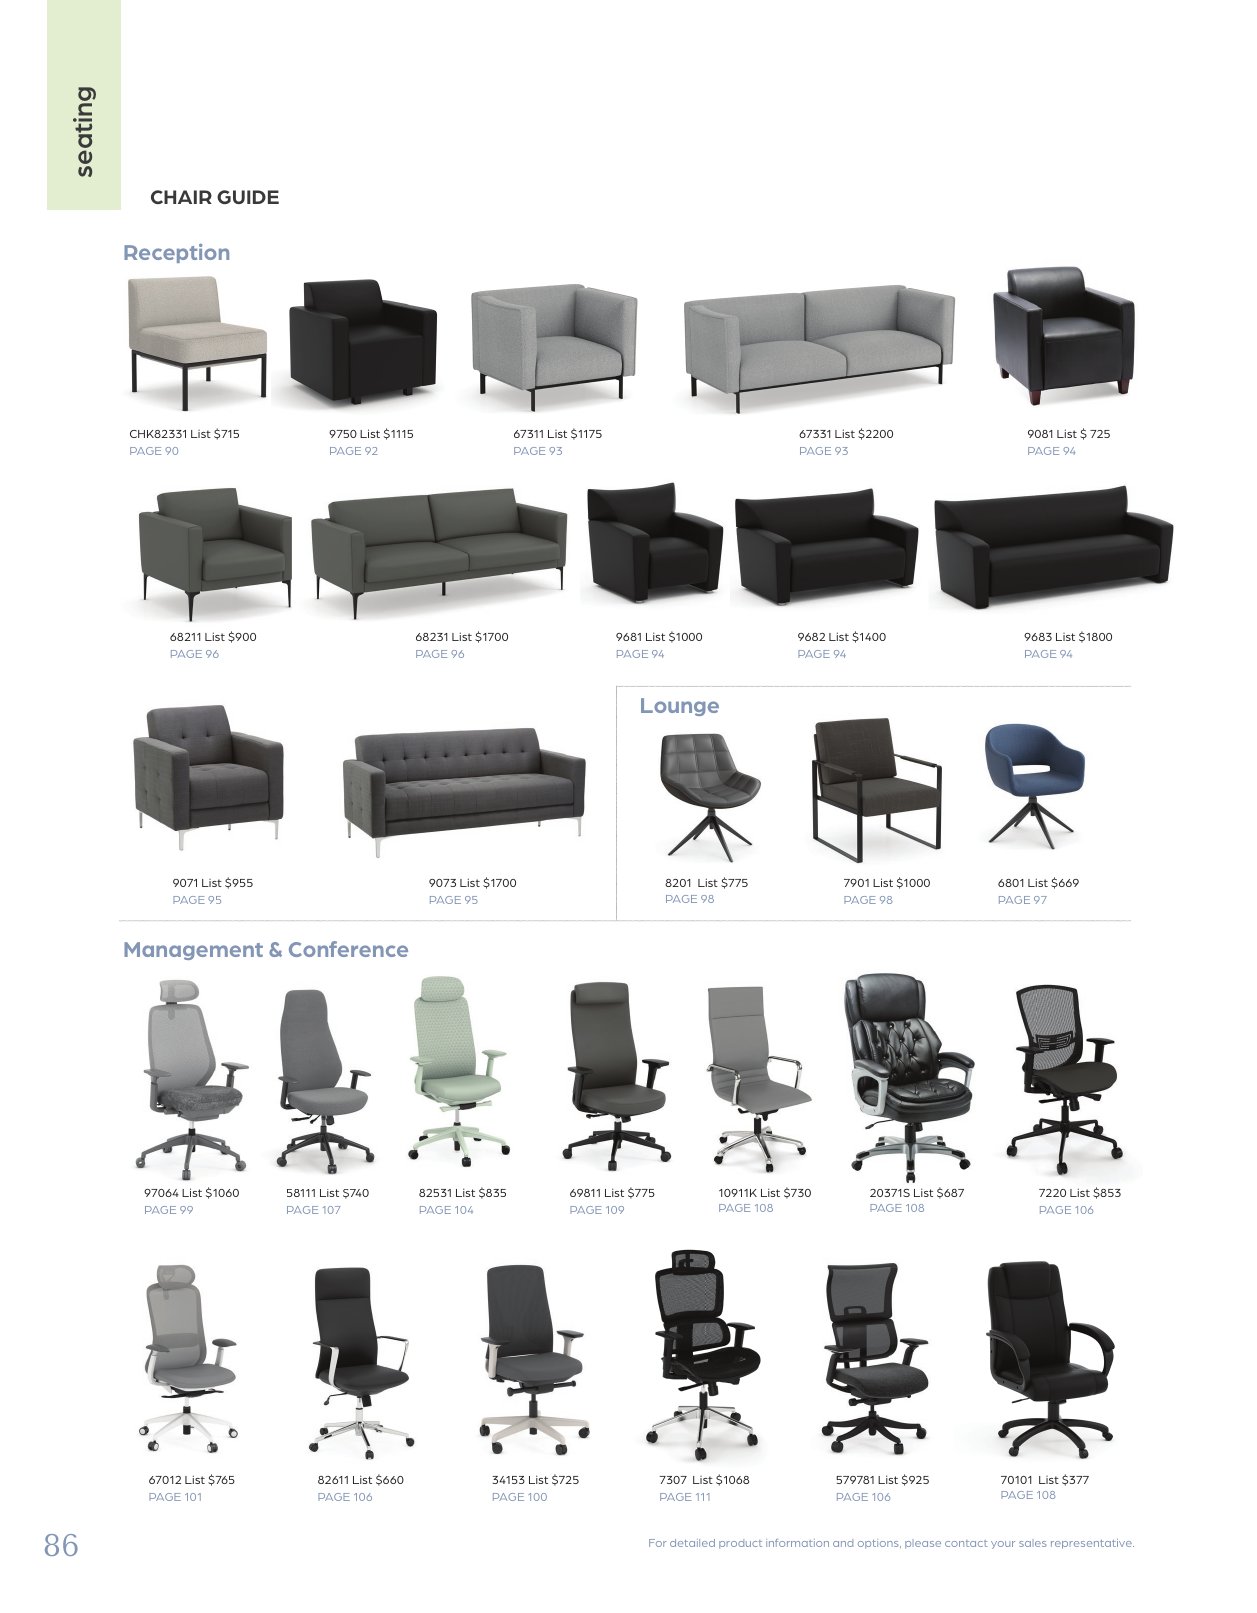 seating
CHAIR GUIDE
Reception
CHK82331 List $715
PAGE 90
9750 List $1115
PAGE 92
67311 List $1175
PAGE 93
67331 List $2200
PAGE 93
9081 List $ 725
PAGE 94
68211 List $900
PAGE 96
68231 List $1700
PAGE 96
9681 List $1000
PAGE 94
9682 List $1400
PAGE 94
9683 List $1800
PAGE 94
9071 List $955
PAGE 95
9073 List $1700
PAGE 95
Lounge
8201 List $775
PAGE 98
7901 List $1000
PAGE 98
6801 List $669
PAGE 97
Management & Conference
97064 List $1060
PAGE 99
58111 List $740
PAGE 107
82531 List $835
PAGE 104
69811 List $775
PAGE 109
10911K List $730
PAGE 108
20371S List $687
PAGE 108
7220 List $853
PAGE 106
67012 List $765
PAGE 101
82611 List $660
PAGE 106
34153 List $725
PAGE 100
7307 List $1068
PAGE 111
579781 List $925
PAGE 106
70101 List $377
PAGE 108
86
For detailed product information and options, please contact your sales representative.